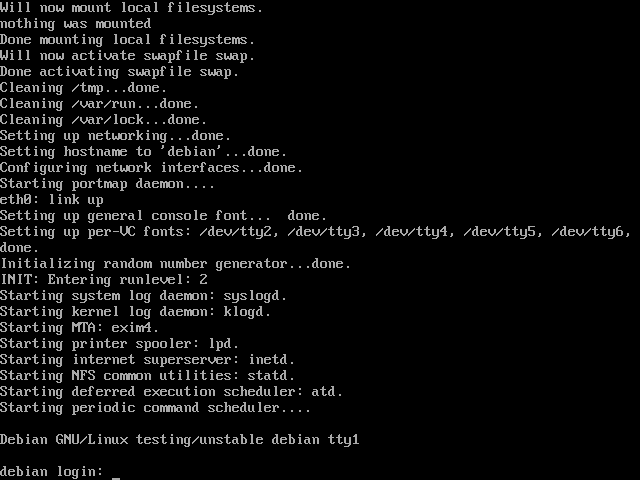 Will now mount local filesystems.
nothing was mounted
Done mounting local filesystems.
Will now activate swapfile swap.
Done activating swapfile swap.
Cleaning /tmp...done.
Cleaning /var/run...done.
Cleaning /var/lock...done.
Setting up networking...done.
Setting hostname to 'debian'...done.
Configuring network interfaces...done.
Starting portmap daemon....
eth0: link up
Setting up general console font...  done.
Setting up per-VC fonts: /dev/tty2, /dev/tty3, /dev/tty4, /dev/tty5, /dev/tty6,
done.
Initializing random number generator...done.
INIT: Entering runlevel: 2
Starting system log daemon: syslogd.
Starting kernel log daemon: klogd.
Starting MTA: exim4.
Starting printer spooler: lpd.
Starting internet superserver: inetd.
Starting NFS common utilities: statd.
Starting deferred execution scheduler: atd.
Starting periodic command scheduler....
Debian GNU/Linux testing/unstable debian tty1
debian login: _